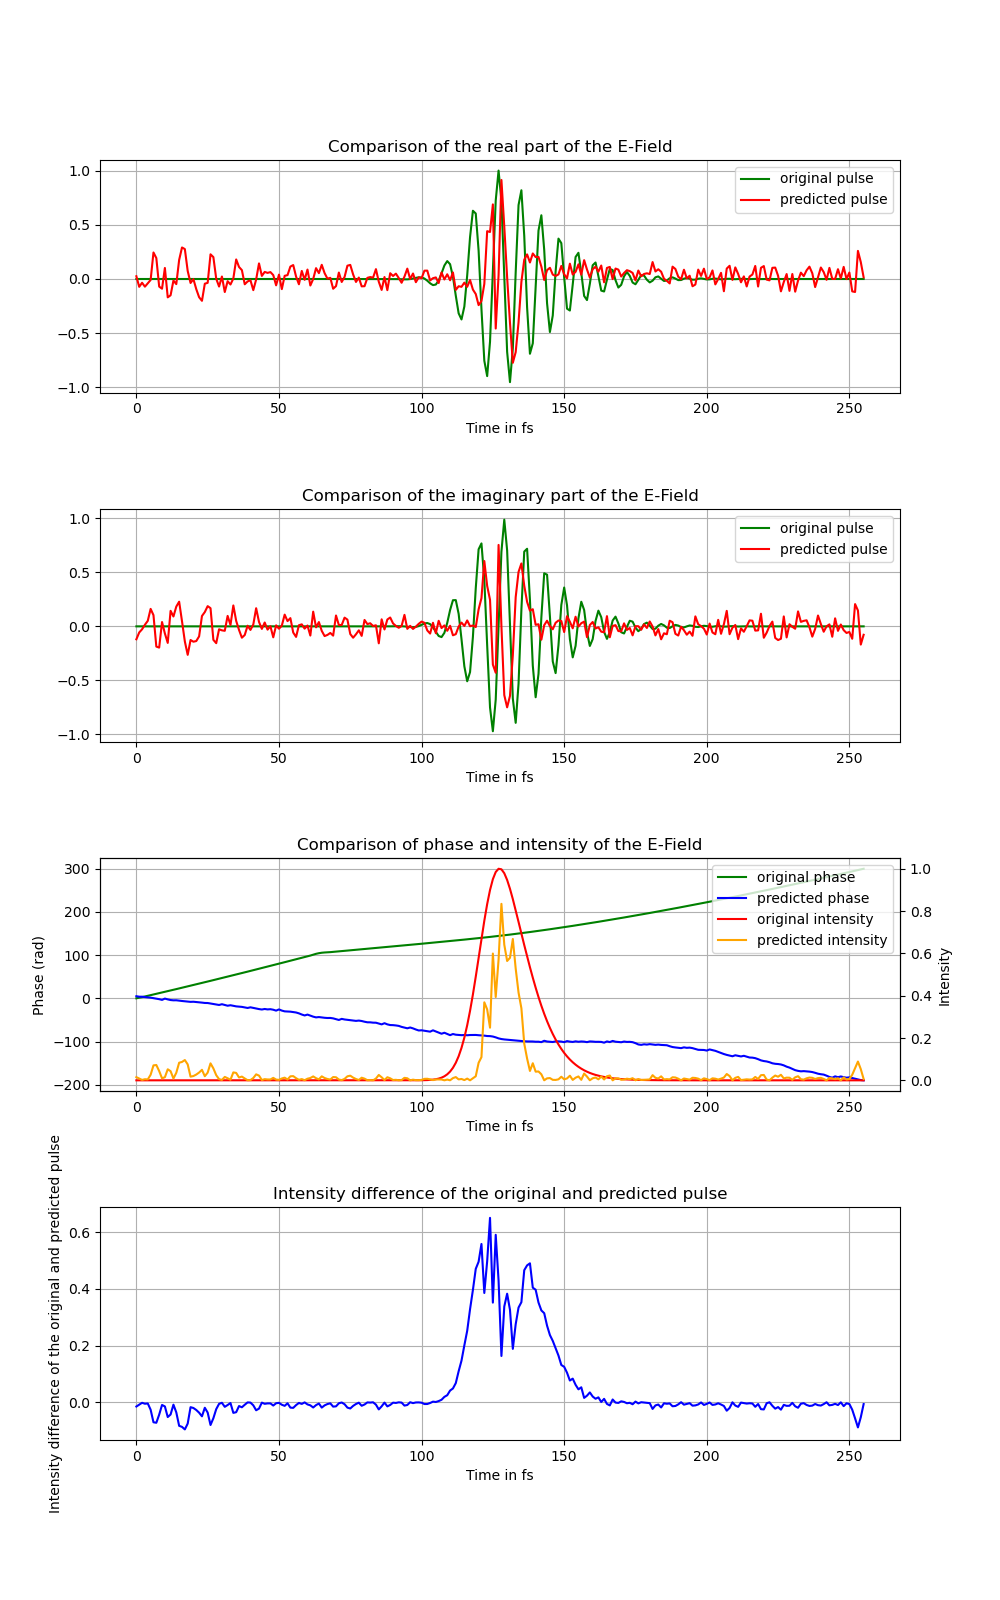 Comparison of the real part of the E-Field
1.0
0.5
0.0
−0.5
−1.0
original pulse
predicted pulse
0 50 100 150 200 250
Time in fs
Comparison of the imaginary part of the E-Field
1.0
0.5
0.0
−0.5
−1.0
original pulse
predicted pulse
0 50 100 150 200 250
Time in fs
Comparison of phase and intensity of the E-Field
Phase (rad)
300
200
100
0
−100
−200
original phase
predicted phase
original intensity
predicted intensity
1.0
0.8
0.6
0.4
0.2
0.0
Intensity
0 50 100 150 200 250
Time in fs
Intensity difference of the original and predicted pulse
Intensity difference of the original and predicted pulse
0.6
0.4
0.2
0.0
0 50 100 150 200 250
Time in fs